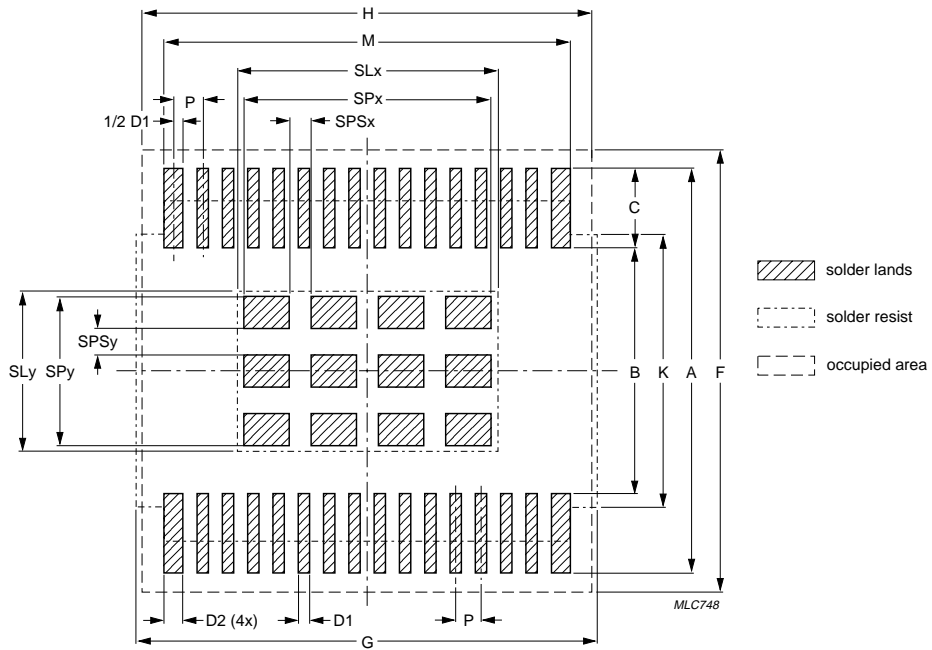 H
M
SLx
SPx
P
SPSx
1/2 D1
C
solder lands
solder resist
SPSy
SLy
SPy
B
K
A
F
occupied area
MLC748
D2 (4x)
D1
P
G